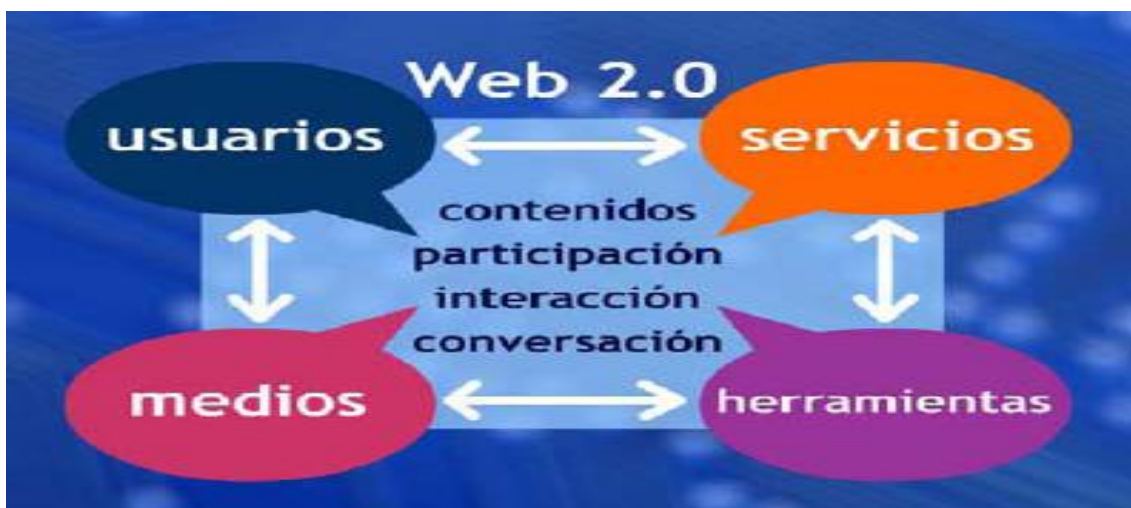 Web 2.0
usuarios
servicios
contenidos
participación
interacción
conversación
medios
herramientas